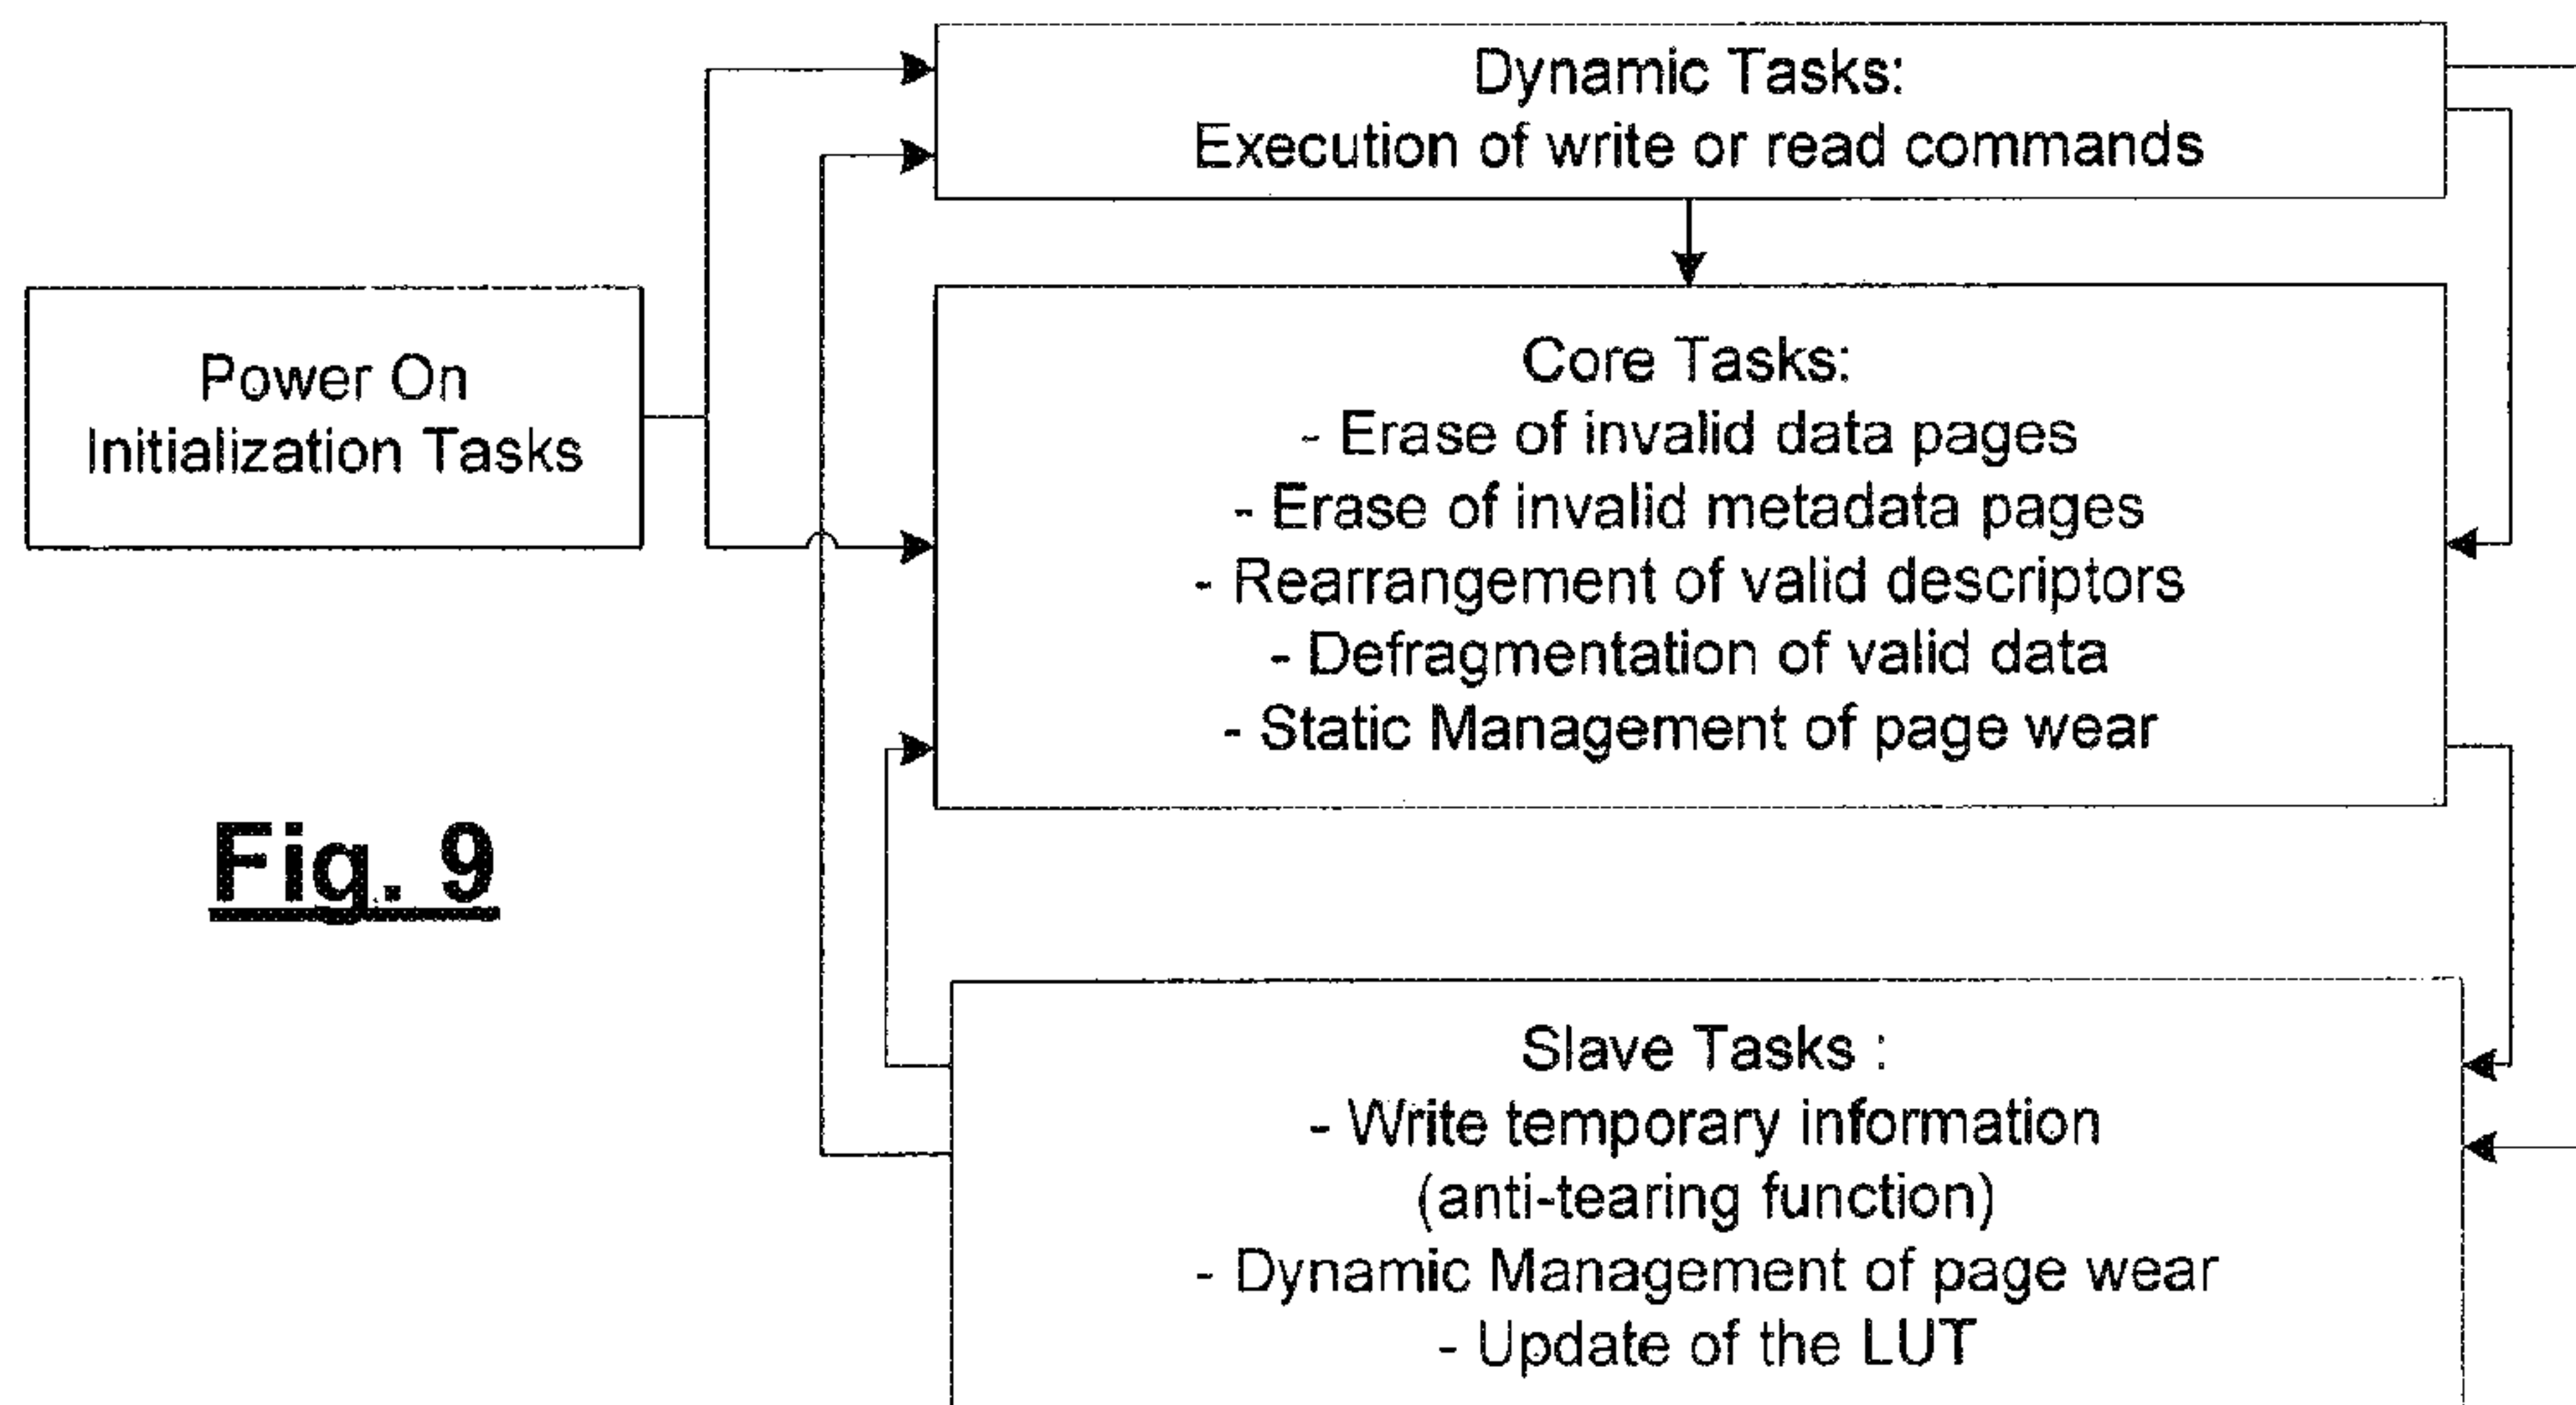 Dynamic Tasks:
Execution of write or read commands
Power On
Initialization Tasks
Core Tasks:
- Erase of invalid data pages
- Erase of invalid metadata pages
- Rearrangement of valid descriptors
- Defragmentation of valid data
- Static Management of page wear
Fig. 9
Slave Tasks :
- Write temporary information
(anti-tearing function)
- Dynamic Management of page wear
- Update of the LUT